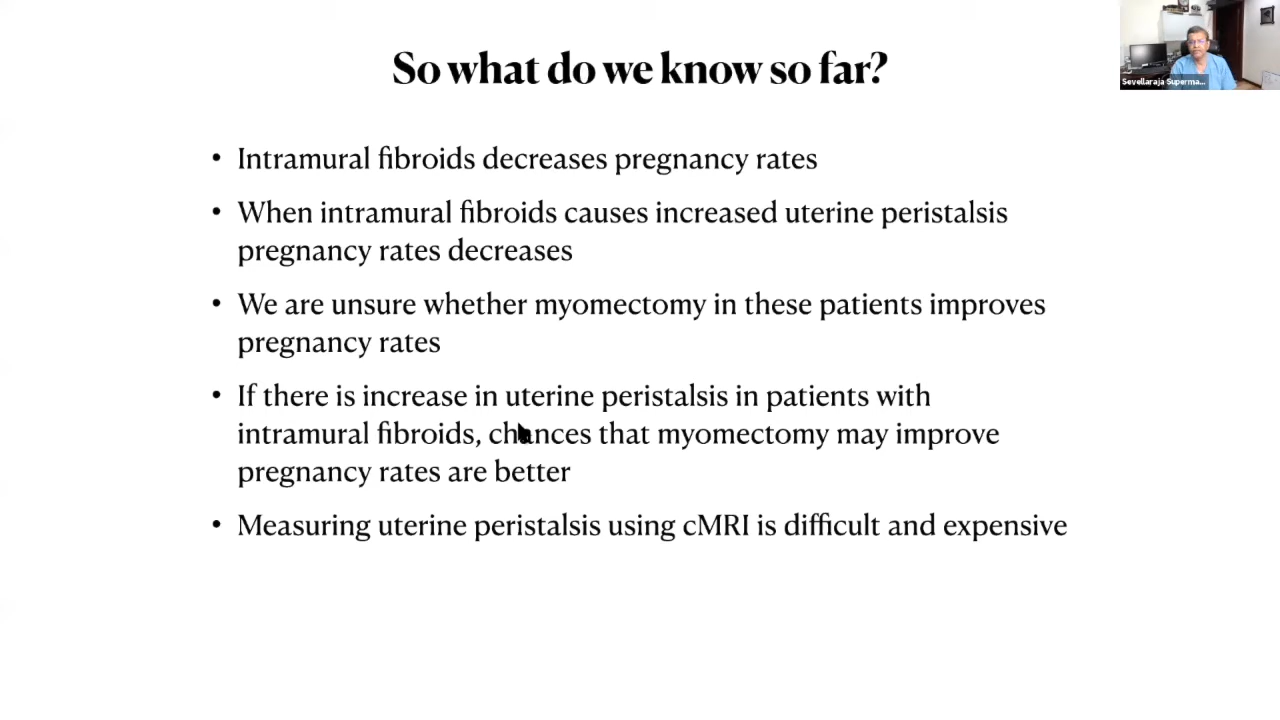 So what do we know so far?
Sevellaraja Superma...
• Intramural fibroids decreases pregnancy rates
• When intramural fibroids causes increased uterine peristalsis
pregnancy rates decreases
• We are unsure whether myomectomy in these patients improves
pregnancy rates
• If there is increase in uterine peristalsis in patients with
intramural fibroids, chances that myomectomy may improve
pregnancy rates are better
• Measuring uterine peristalsis using cMRI is difficult and expensive